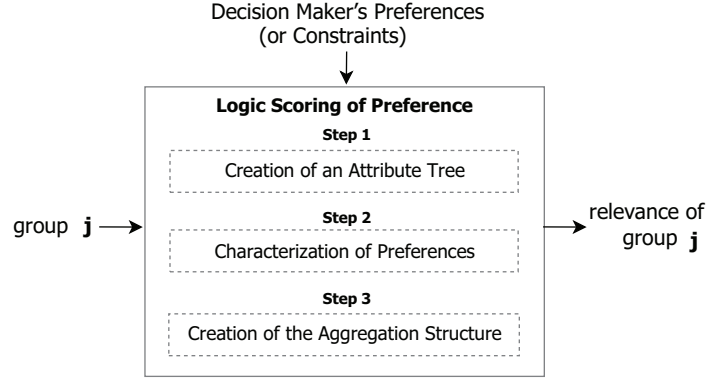 Decision Maker's Preferences
(or Constraints)
Logic Scoring of Preference
Step 1
Creation of an Attribute Tree
group j
Step 2
Characterization of Preferences
relevance of
group j
Step 3
Creation of the Aggregation Structure